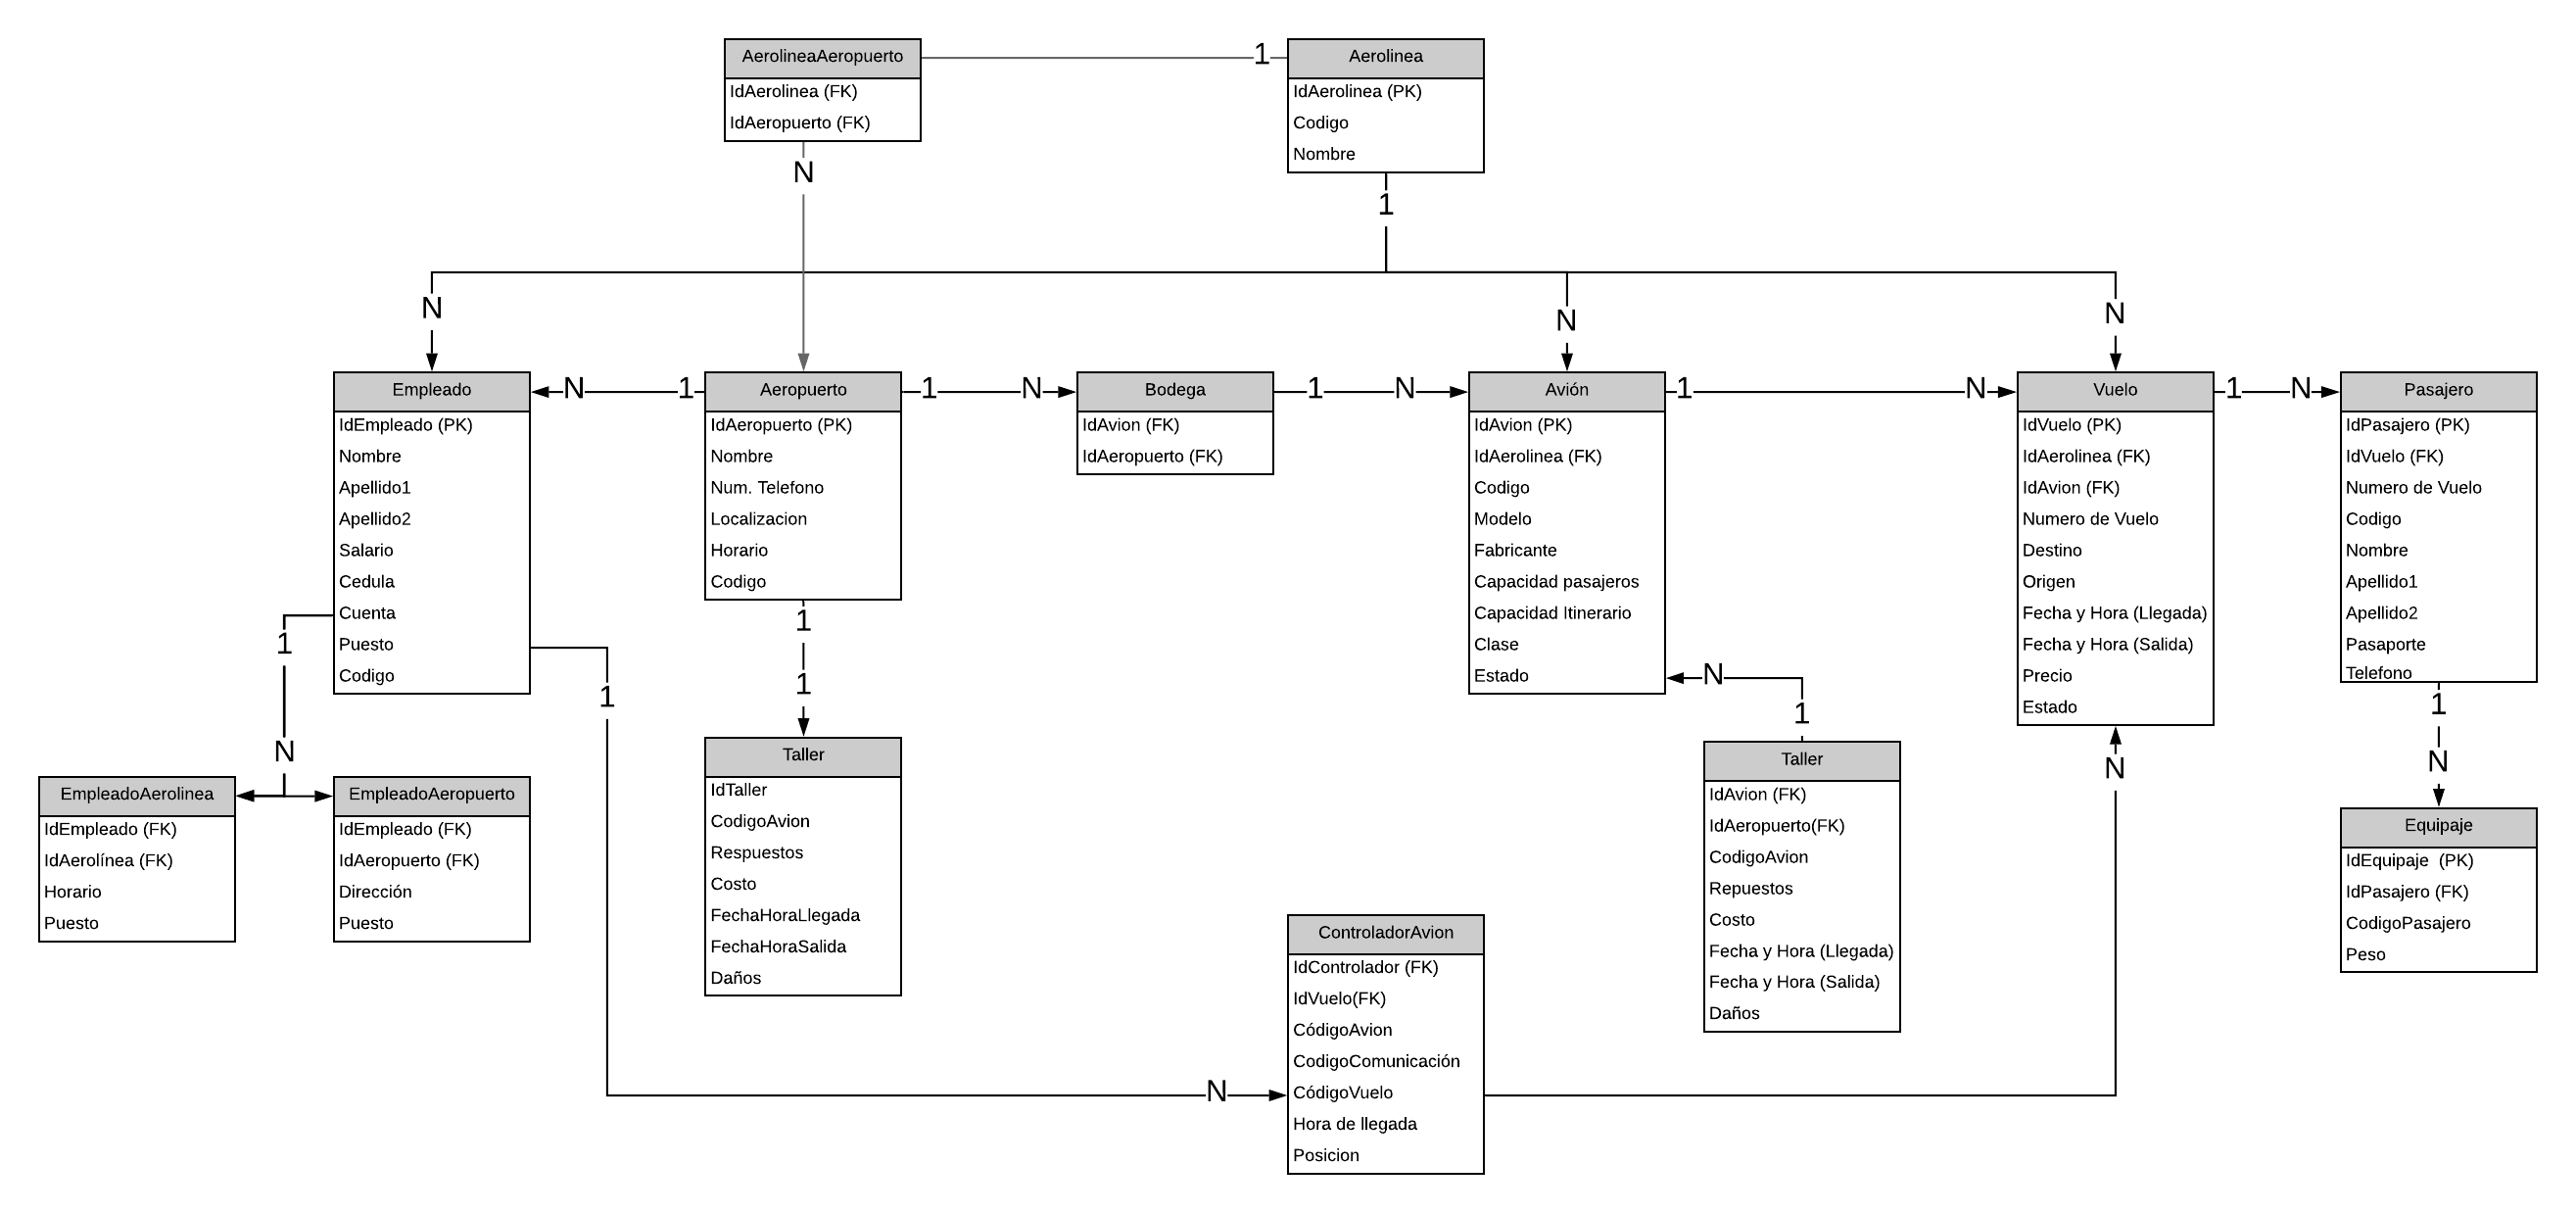 AerolineaAeropuerto
IdAerolinea (FK)
IdAeropuerto (FK)
1
Aerolinea
IdAerolinea (PK)
Codigo
Nombre
N
1
N
N
N
Empleado
IdEmpleado (PK)
Nombre
Apellido1
Apellido2
Salario
Cedula
Cuenta
Puesto
Codigo
N
1
Aeropuerto
IdAeropuerto (PK)
Nombre
Num. Telefono
Localizacion
Horario
Codigo
1
N
Bodega
IdAvion (FK)
IdAeropuerto (FK)
1
N
Avión
IdAvion (PK)
IdAerolinea (FK)
Codigo
Modelo
Fabricante
Capacidad pasajeros
Capacidad Itinerario
Clase
Estado
1
N
Vuelo
IdVuelo (PK)
IdAerolinea (FK)
IdAvion (FK)
Numero de Vuelo
Destino
Origen
Fecha y Hora (Llegada)
Fecha y Hora (Salida)
Precio
Estado
1
N
Pasajero
IdPasajero (PK)
IdVuelo (FK)
Numero de Vuelo
Codigo
Nombre
Apellido1
Apellido2
Pasaporte
Telefono
1
N
1
1
1
N
1
N
1
N
EmpleadoAerolinea
IdEmpleado (FK)
IdAerolínea (FK)
Horario
Puesto
EmpleadoAeropuerto
IdEmpleado (FK)
IdAeropuerto (FK)
Dirección
Puesto
Taller
IdTaller
CodigoAvion
Respuestos
Costo
FechaHoraLlegada
FechaHoraSalida
Daños
Taller
IdAvion (FK)
IdAeropuerto(FK)
CodigoAvion
Repuestos
Costo
Fecha y Hora (Llegada)
Fecha y Hora (Salida)
Daños
N
Equipaje
IdEquipaje (PK)
IdPasajero (FK)
CodigoPasajero
Peso
N
ControladorAvion
IdControlador (FK)
IdVuelo(FK)
CódigoAvion
CodigoComunicación
CódigoVuelo
Hora de llegada
Posicion